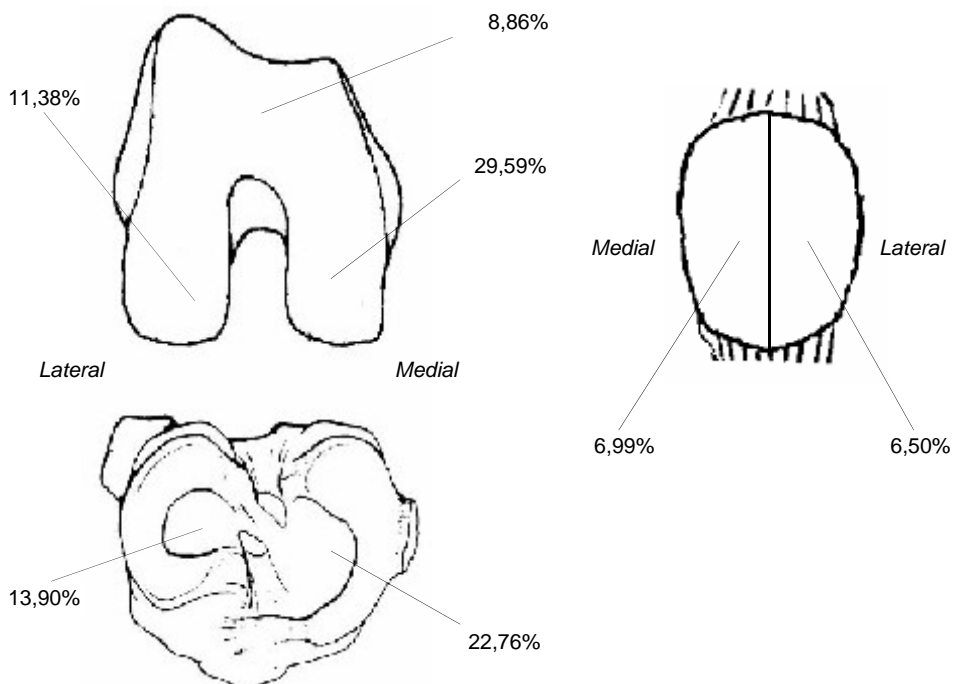 8,86%
11,38%
29,59%
Lateral
Medial
Medial
Lateral
6,99%
6,50%
13,90%
22,76%